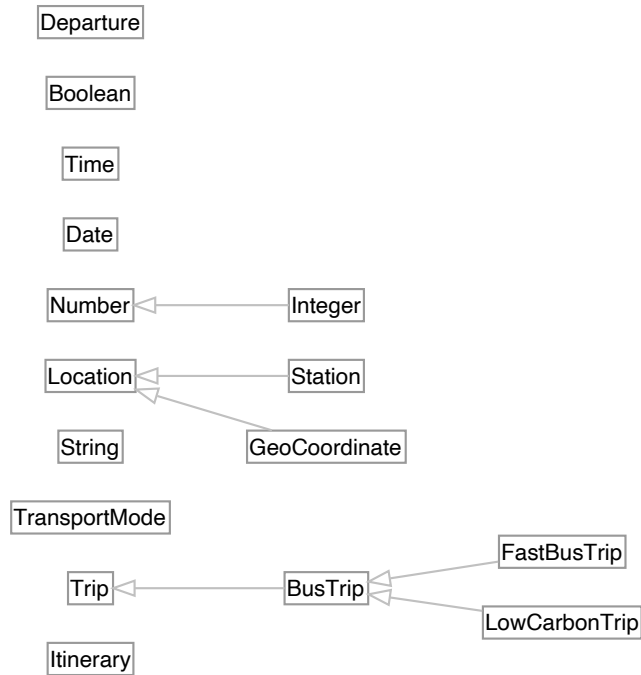 Departure
Boolean
Time
Date
Number
Integer
Location
Station
String
GeoCoordinate
TransportMode
FastBusTrip
Trip
BusTrip
LowCarbonTrip
Itinerary